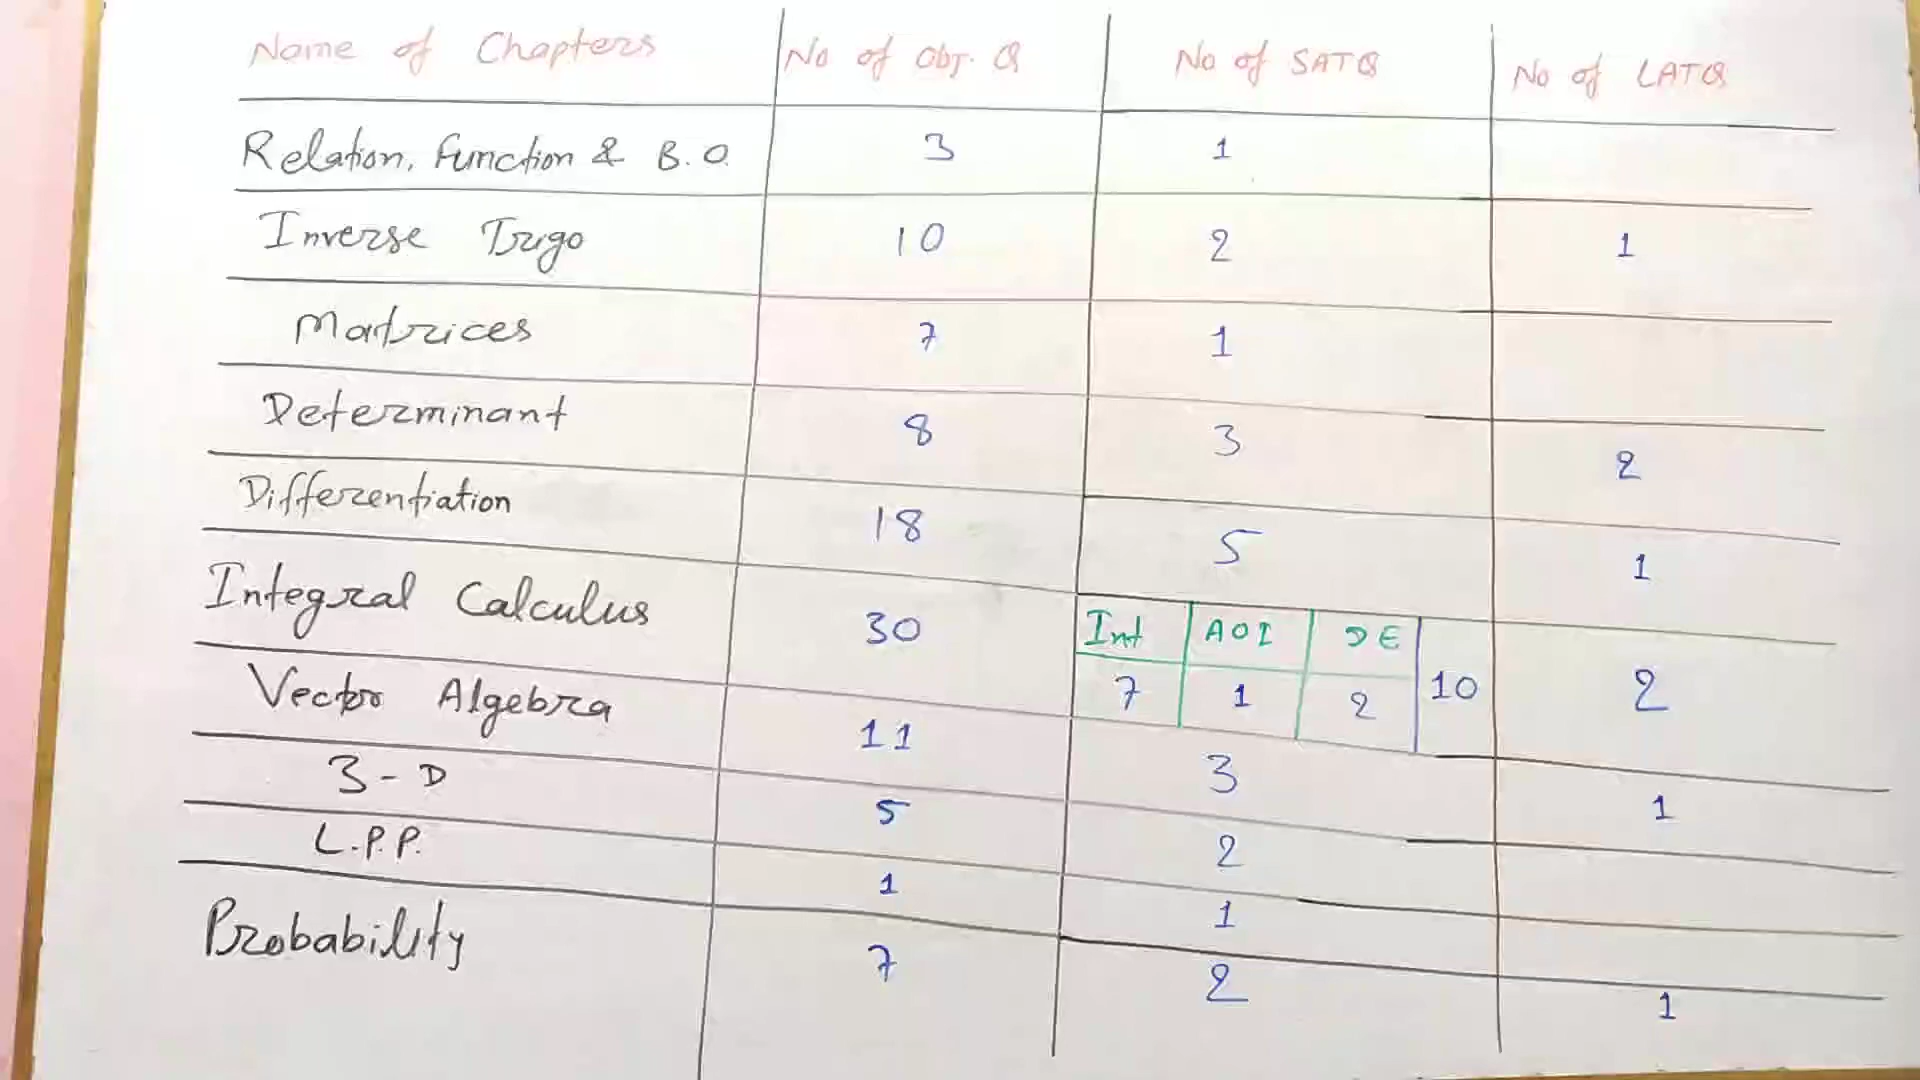 Name of Chapters No of Obj. Q No of SATQ No of LATQ
Relation, function & B.O. 3 1
Inverse Trigo 10 2 1
Matrices 7 1
Determinant 8 3 2
Differentiation 18 5 1
Integral Calculus 30 Int AOI DE 10 2
7 1 2
Vector Algebra 11 3 1
3-D 5 2
L.P.P. 1 1
Probability 7 2 1